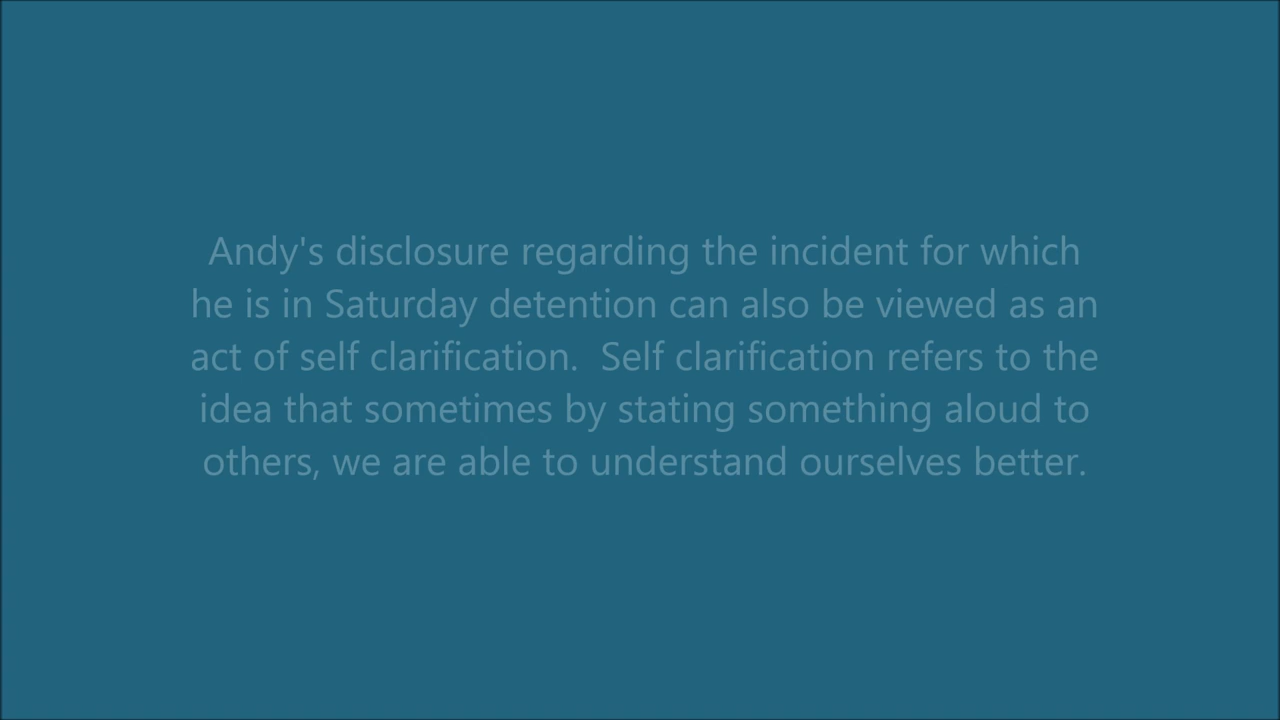 Andy's disclosure regarding the incident for which
he is in Saturday detention can also be viewed as an
act of self clarification.  Self clarification refers to the
idea that sometimes by stating something aloud to
others, we are able to understand ourselves better.